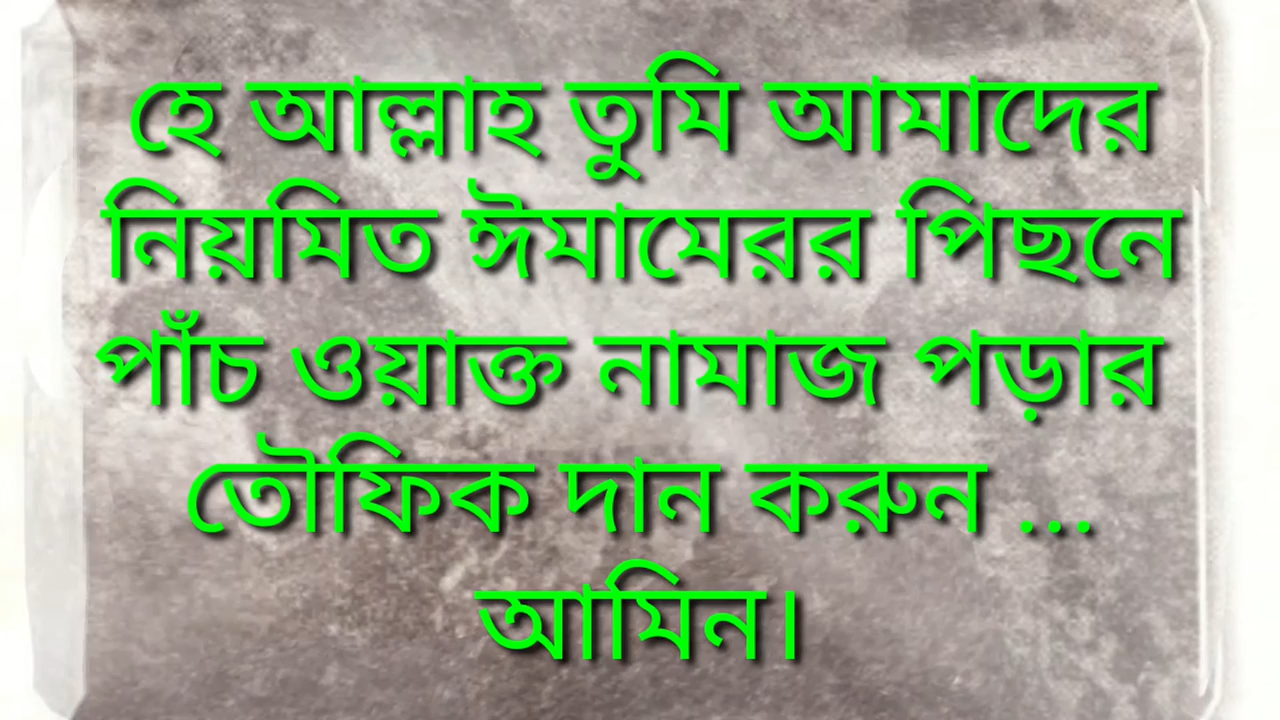 হে আল্লাহ তুমি আমাদের
নিয়মিত ঈমামেরর পিছনে
পাঁচ ওয়াক্ত নামাজ পড়ার
তৌফিক দান করুন ...
আমিন।